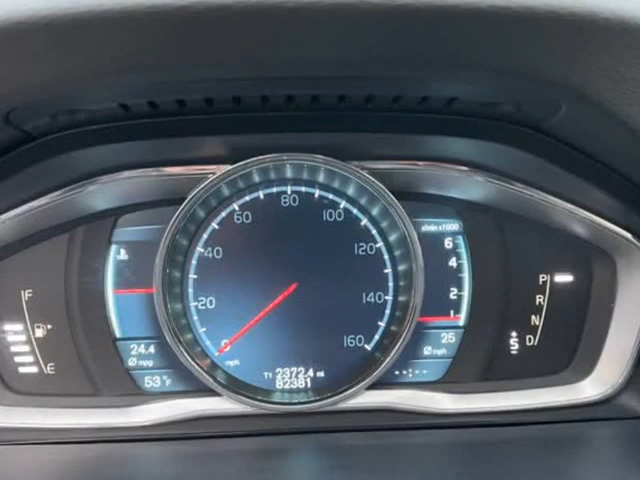 F
E
24.4
Ø mpg
53 °F
0
20
40
60
80
100
120
140
160
mph
T1 2372.4 mi
82381
r/min x1000
6
4
2
1
25
Ø mph
--:--
P
R
N
D
+S-